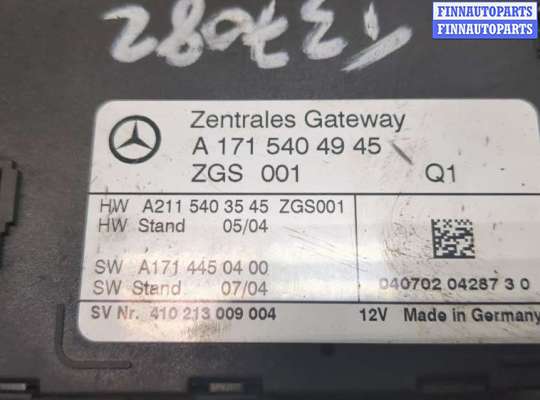 FINNAUTOPARTS
FINNAUTOPARTS
FINNAUTOPARTS
T37082
Zentrales Gateway
A 171 540 49 45
ZGS 001 Q1
HW A211 540 35 45 ZGS001
HW Stand 05/04
SW A171 445 04 00
SW Stand 07/04
040702 04287 3 0
SV Nr. 410 213 009 004 12V Made in Germany